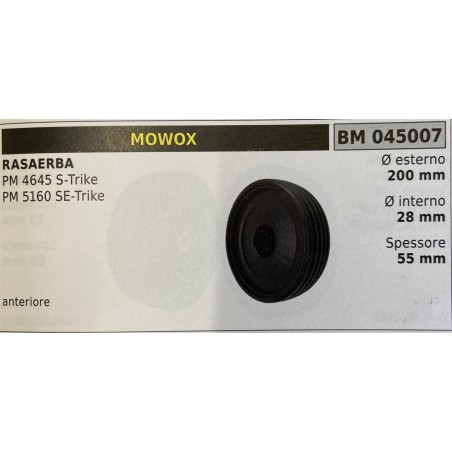 MOWOX
BM 045007
RASAERBA
PM 4645 S-Trike
PM 5160 SE-Trike
anteriore
Ø esterno
200 mm
Ø interno
28 mm
Spessore
55 mm